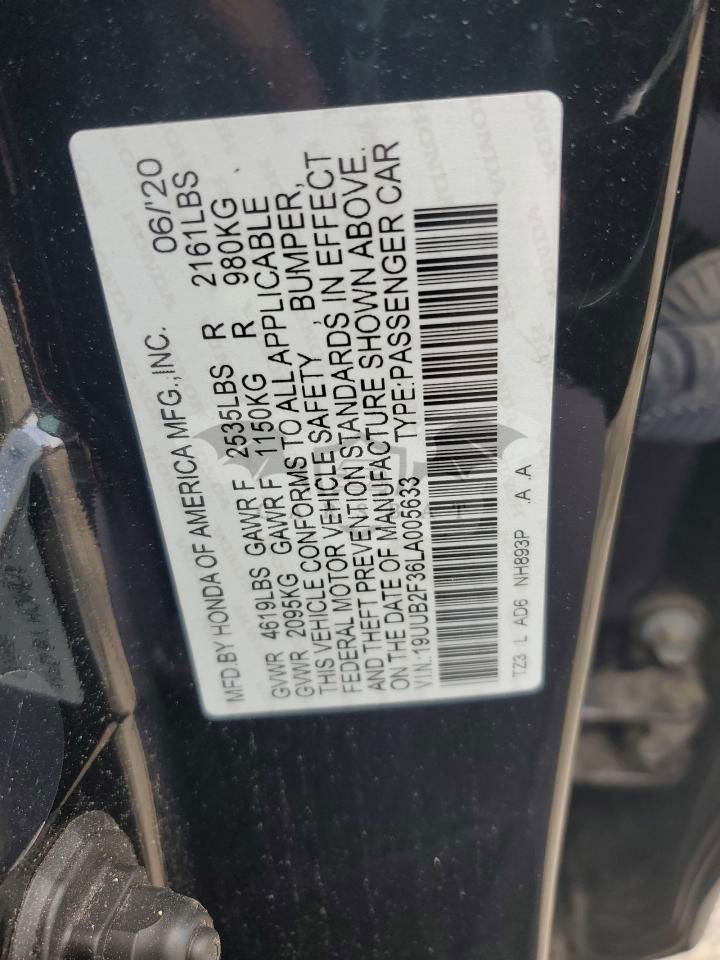 MFD.BY HONDA OF AMERICA MFG.,INC. 06/'20
GVWR 4619LBS GAWR F 2535LBS R 2161LBS
GVWR 2095KG GAWR F 1150KG R 980KG
THIS VEHICLE CONFORMS TO ALL APPLICABLE
FEDERAL MOTOR VEHICLE SAFETY, BUMPER,
AND THEFT PREVENTION STANDARDS IN EFFECT
ON THE DATE OF MANUFACTURE SHOWN ABOVE.
V.I.N:19UUB2F36LA005633 TYPE:PASSENGER CAR
TZ3 L AD6 NH893P .A .A